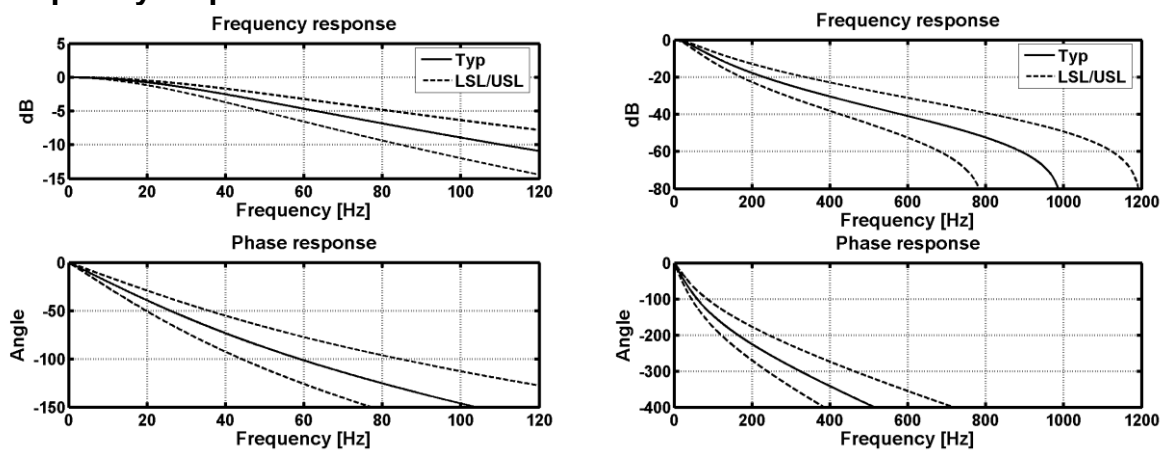 Frequency response
5
0
-5
-10
-15
dB
Typ
LSL/USL
0 20 40 60 80 100 120
Frequency [Hz]
Frequency response
0
-20
-40
-60
-80
dB
Typ
LSL/USL
0 200 400 600 800 1000 1200
Frequency [Hz]
Phase response
0
-50
-100
-150
Angle
0 20 40 60 80 100 120
Frequency [Hz]
Phase response
0
-100
-200
-300
-400
Angle
0 200 400 600 800 1000 1200
Frequency [Hz]